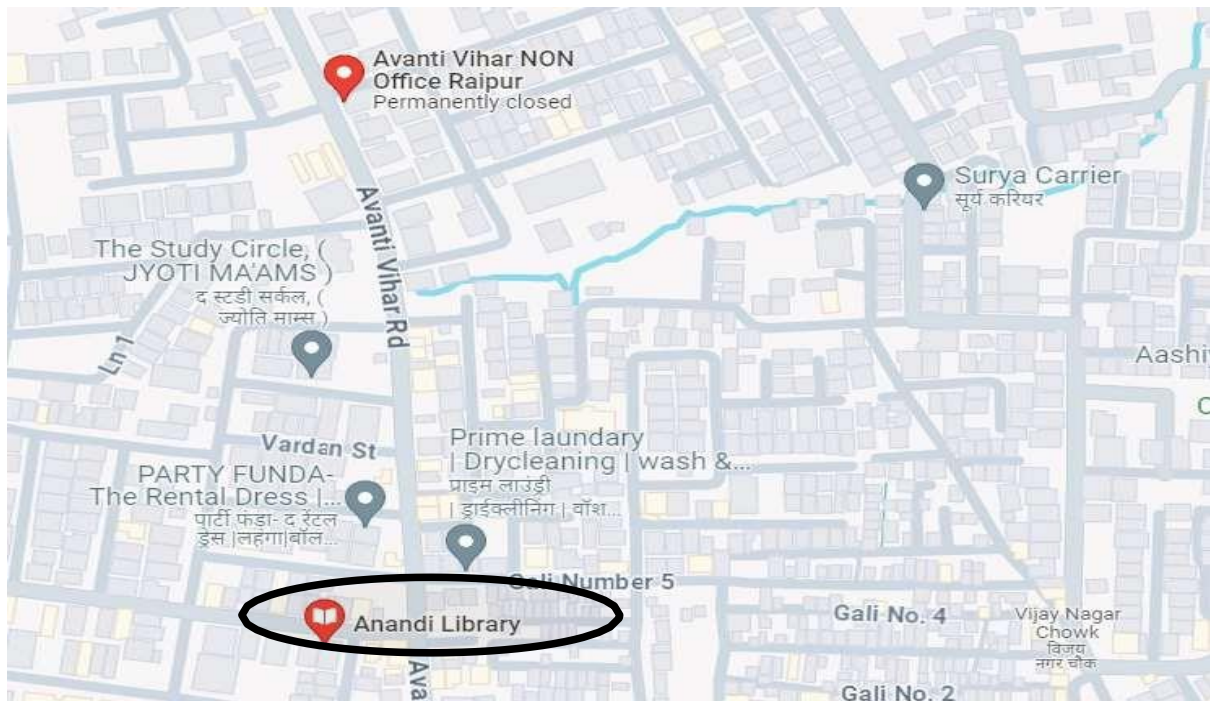 Avanti Vihar NON
Office Raipur
Permanently closed
Surya Carrier
सूर्य करियर
Avanti Vihar Rd
The Study Circle, (
JYOTI MA'AMS )
द स्टडी सर्कल, (
ज्योति माम्स )
Ln 1
Aashi
Vardan St
Prime laundary
| Drycleaning | wash &...
प्राइम लाउंड्री
| ड्राईक्लीनिंग | वॉश...
PARTY FUNDA-
The Rental Dress |...
पार्टी फंडा- द रेंटल
ड्रेस |लहंगा|बॉल...
Gali Number 5
Anandi Library
Gali No. 4
Vijay Nagar
Chowk
विजय
नगर चौक
Ava
Gali No. 2